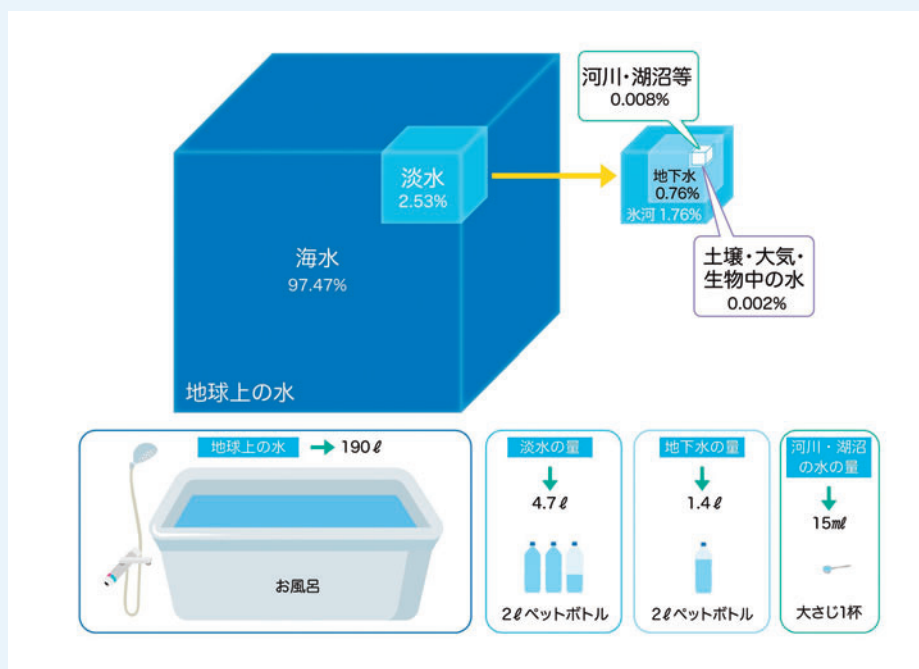 河川・湖沼等
0.008%
淡水
2.53%
地下水
0.76%
氷河 1.76%
土壌・大気・
生物中の水
0.002%
海水
97.47%
地球上の水
地球上の水 → 190ℓ
お風呂
淡水の量
4.7ℓ
2ℓペットボトル
地下水の量
1.4ℓ
2ℓペットボトル
河川・湖沼
の水の量
15mℓ
大さじ1杯